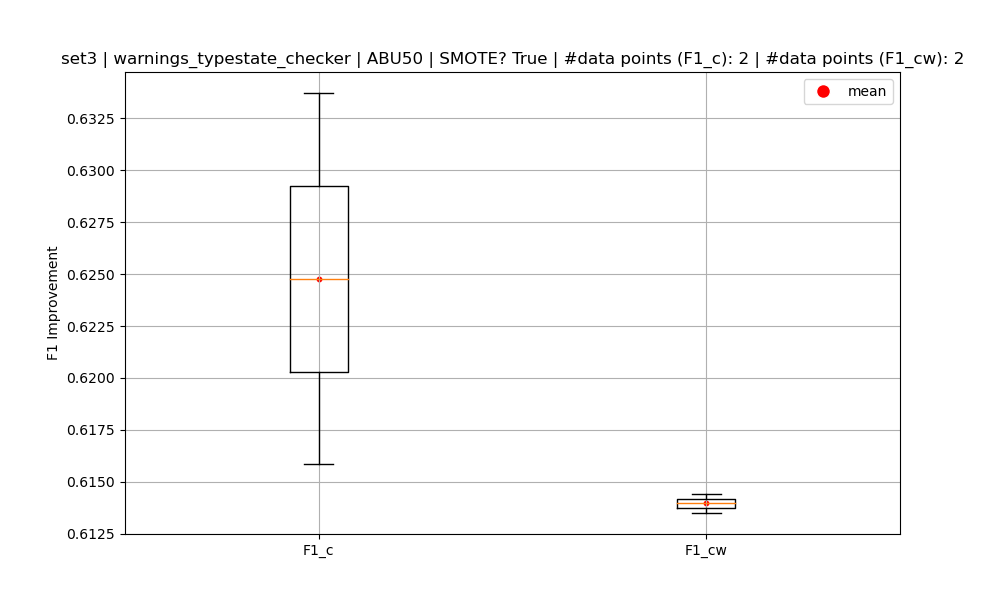 set3 | warnings_typestate_checker | ABU50 | SMOTE? True | #data points (F1_c): 2 | #data points (F1_cw): 2
mean
0.6325
0.6300
0.6275
0.6250
0.6225
0.6200
0.6175
0.6150
0.6125
F1 Improvement
F1_c
F1_cw